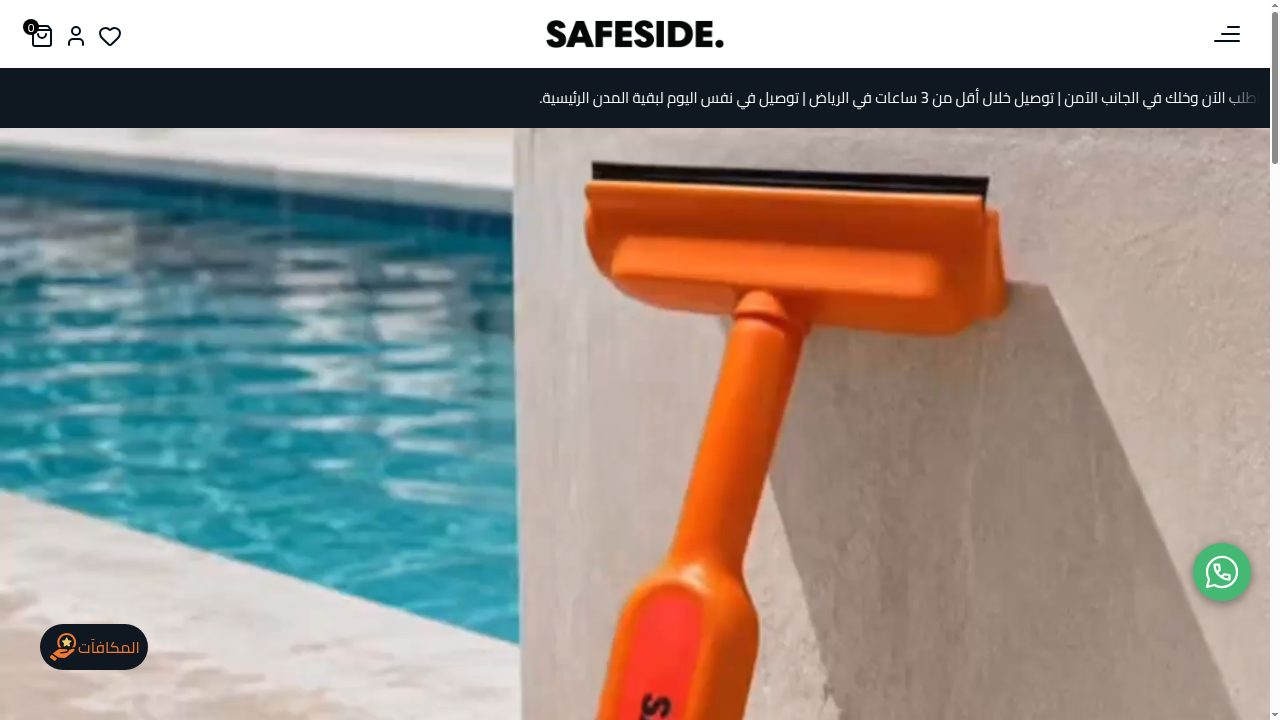 0
SAFESIDE.
طلب الآن وخلك في الجانب الآمن | توصيل خلال أقل من 3 ساعات في الرياض | توصيل في نفس اليوم لبقية المدن الرئيسية.
المكافآت